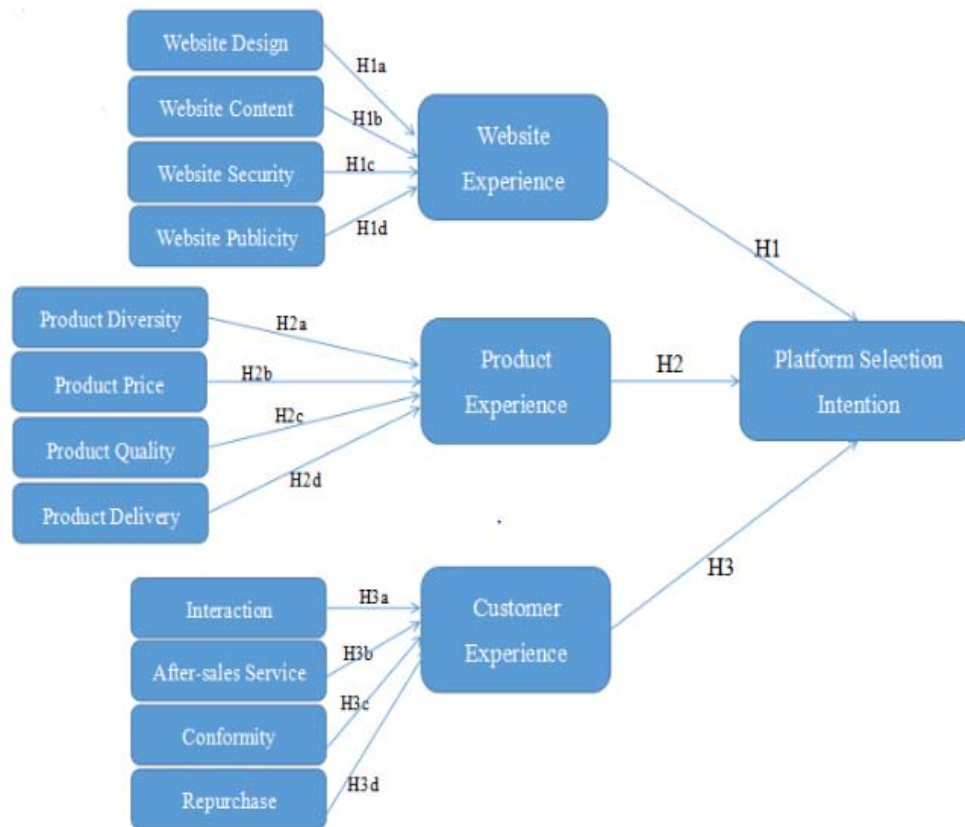 Website Design
H1a
Website Content
H1b
Website Security
H1c
Website Publicity
H1d
Website
Experience
H1
Product Diversity
H2a
Product Price
H2b
Product Quality
H2c
Product Delivery
H2d
Product
Experience
H2
Platform Selection
Intention
Interaction
H3a
After-sales Service
H3b
Conformity
H3c
Repurchase
H3d
Customer
Experience
H3